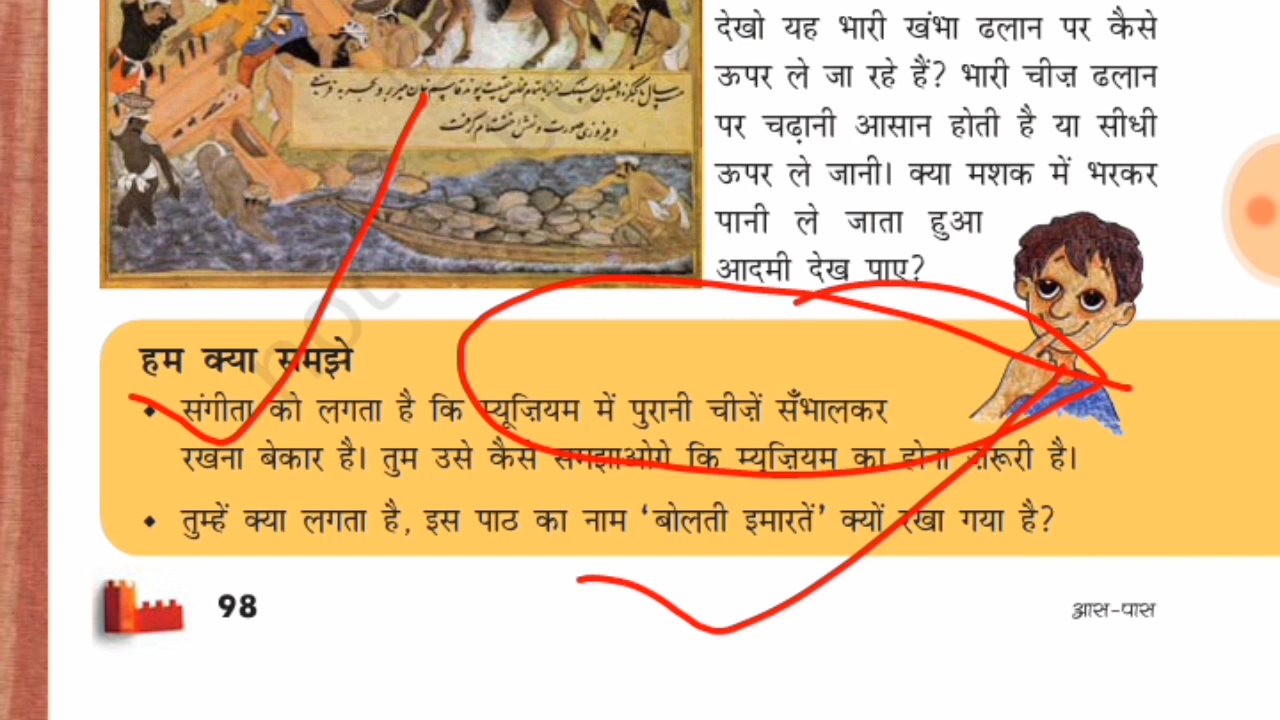 देखो यह भारी खंभा ढलान पर कैसे
ऊपर ले जा रहे हैं? भारी चीज़ ढलान
पर चढ़ानी आसान होती है या सीधी
ऊपर ले जानी। क्या मशक में भरकर
पानी ले जाता हुआ
आदमी देख पाए?
हम क्या समझे
• संगीता को लगता है कि म्यूज़ियम में पुरानी चीज़ें सँभालकर
रखना बेकार है। तुम उसे कैसे समझाओगे कि म्यूज़ियम का होना ज़रूरी है।
• तुम्हें क्या लगता है, इस पाठ का नाम ‘बोलती इमारतें’ क्यों रखा गया है?
98
आस-पास